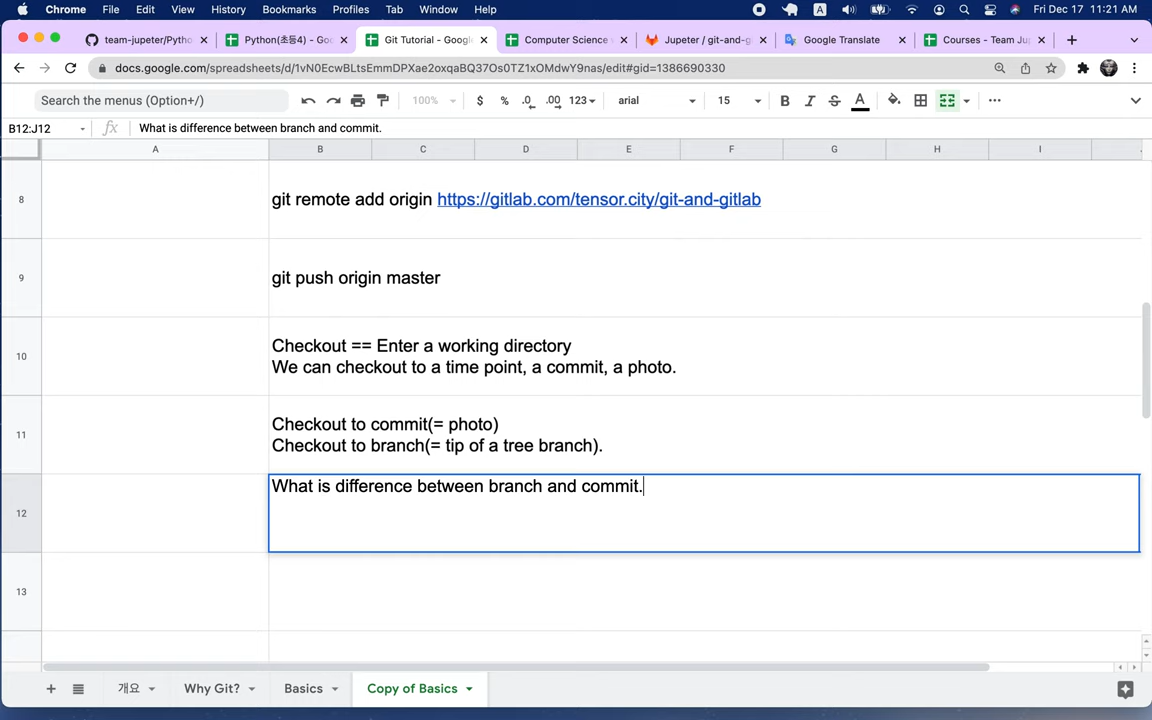 Chrome File Edit View History Bookmarks Profiles Tab Window Help A Fri Dec 17 11:21 AM
team-jupeter/Pytho Python(초등4) - Goo Git Tutorial - Google Computer Science Jupeter / git-and-g Google Translate Courses - Team Ju
docs.google.com/spreadsheets/d/1vN0EcwBLtsEmmDPXae2oxqaBQ37Os0TZ1xOMdwY9nas/edit#gid=1386690330
Search the menus (Option+/) 100% $ % .0 .00 123 arial 15 B I S A
B12:J12 fx What is difference between branch and commit.
A B C D E F G H I
8 git remote add origin https://gitlab.com/tensor.city/git-and-gitlab
9 git push origin master
10 Checkout == Enter a working directory
We can checkout to a time point, a commit, a photo.
11 Checkout to commit(= photo)
Checkout to branch(= tip of a tree branch).
12 What is difference between branch and commit.
13
개요 Why Git? Basics Copy of Basics